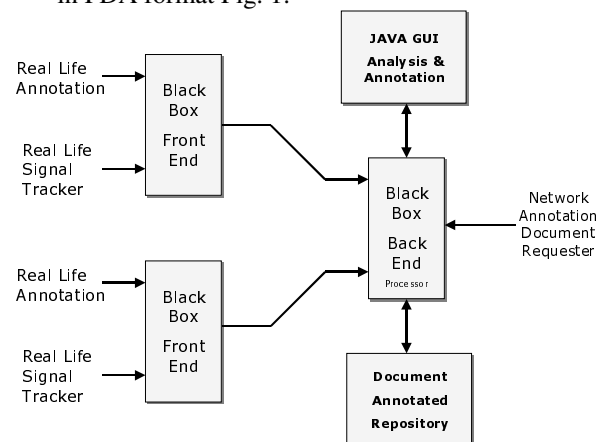 in FDA format Fig. 1.
JAVA GUI
Analysis &
Annotation
Real Life
Annotation
Black
Box
Front
End
Real Life
Signal
Tracker
Black
Box
Back
End
Processor
Network
Annotation
Document
Requester
Real Life
Annotation
Black
Box
Front
End
Real Life
Signal
Tracker
Document
Annotated
Repository